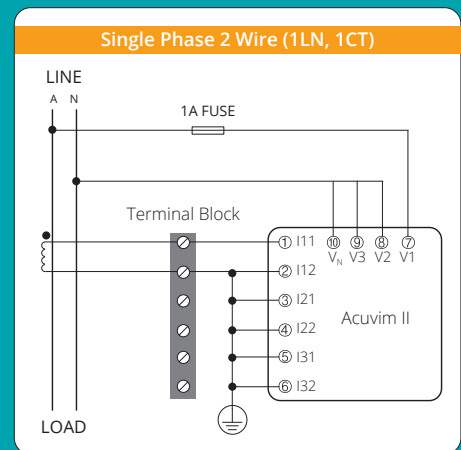 Single Phase 2 Wire (1LN, 1CT)
LINE
A N
1A FUSE
Terminal Block
① I11
② I12
③ I21
④ I22
⑤ I31
⑥ I32
⑩ ⑨ ⑧ ⑦
VN V3 V2 V1
Acuvim II
LOAD